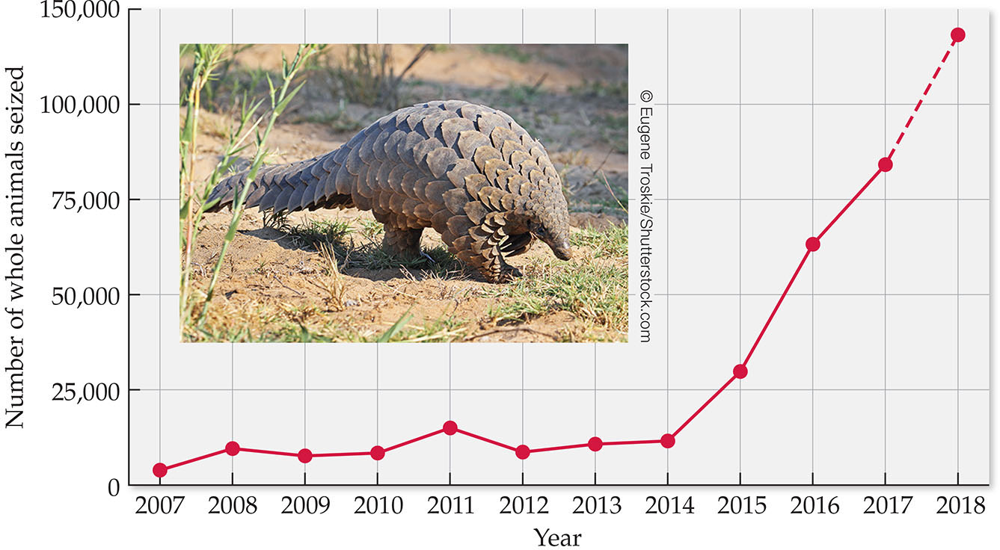 150,000
100,000
75,000
50,000
25,000
0
Number of whole animals seized
© Eugene Troskie/Shutterstock.com
2007 2008 2009 2010 2011 2012 2013 2014 2015 2016 2017 2018
Year